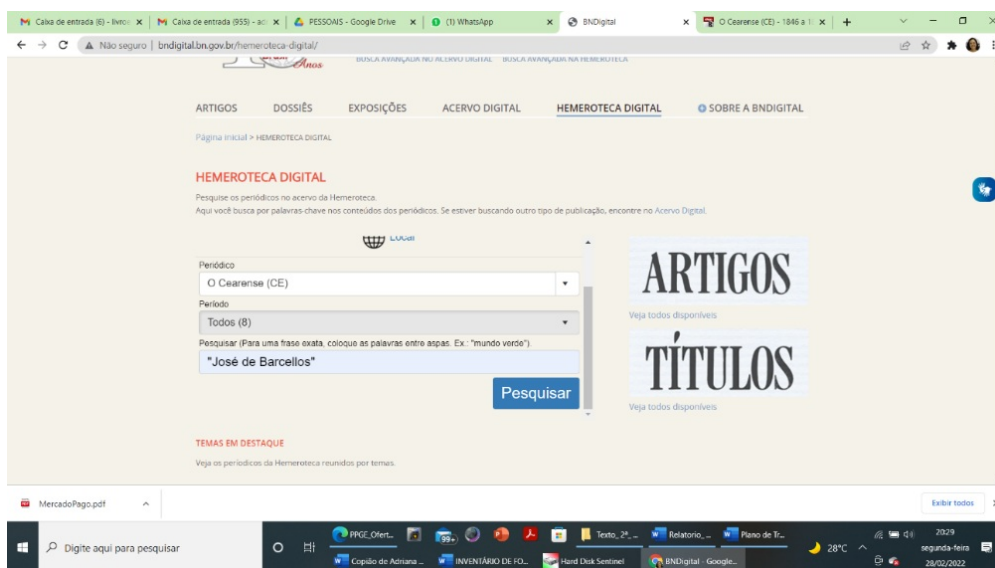 Caixa de entrada (6) - livros
Caixa de entrada (955) - ad
PESSOAIS - Google Drive
(1) WhatsApp
BNDigital
O Cearense (CE) - 1846 a 1
Não seguro | bndigital.bn.gov.br/hemeroteca-digital/
Anos
BUSCA AVANÇADA NO ACERVO DIGITAL BUSCA AVANÇADA NA HEMEROTECA
ARTIGOS DOSSIÊS EXPOSIÇÕES ACERVO DIGITAL HEMEROTECA DIGITAL SOBRE A BNDIGITAL
Página Inicial > HEMEROTECA DIGITAL
HEMEROTECA DIGITAL
Pesquise os periódicos no acervo da Hemeroteca.
Aqui você busca por palavras-chave nos conteúdos dos periódicos. Se estiver buscando outro tipo de publicação, encontre no Acervo Digital.
Local
Periódico
O Cearense (CE)
Período
Todos (8)
Pesquisar (Para uma frase exata, coloque as palavras entre aspas. Ex.: "mundo verde").
"José de Barcellos"
Pesquisar
ARTIGOS
Veja todos disponíveis
TÍTULOS
Veja todos disponíveis
TEMAS EM DESTAQUE
Veja os periódicos da Hemeroteca reunidos por temas.
MercadoPago.pdf
Exibir todos
Digite aqui para pesquisar
PPGE_Ofert...
99+
Texto, 2ª, ...
Relatorio, ...
Plano de Tr...
Copião de Adriana ...
INVENTÁRIO DE FO...
Hard Disk Sentinel
BNDigital - Google...
28°C
20:29
segunda-feira
28/02/2022